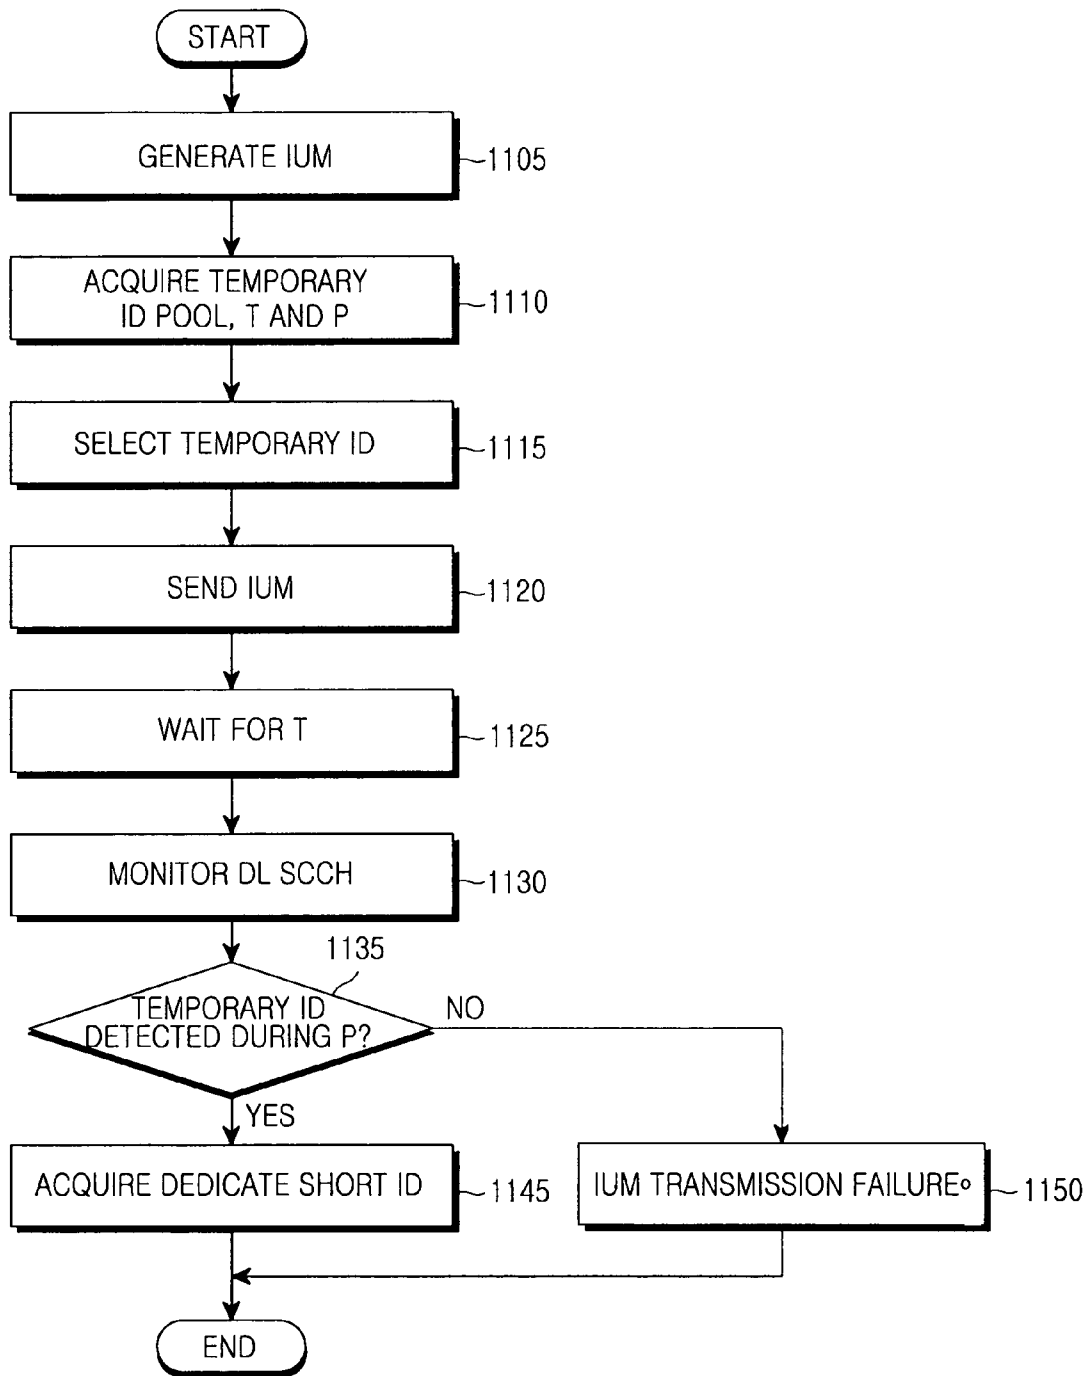 START
GENERATE IUM
1105
ACQUIRE TEMPORARY
ID POOL, T AND P
1110
SELECT TEMPORARY ID
1115
SEND IUM
1120
WAIT FOR T
1125
MONITOR DL SCCH
1130
1135
TEMPORARY ID
DETECTED DURING P?
NO
YES
ACQUIRE DEDICATE SHORT ID
1145
IUM TRANSMISSION FAILURE°
1150
END